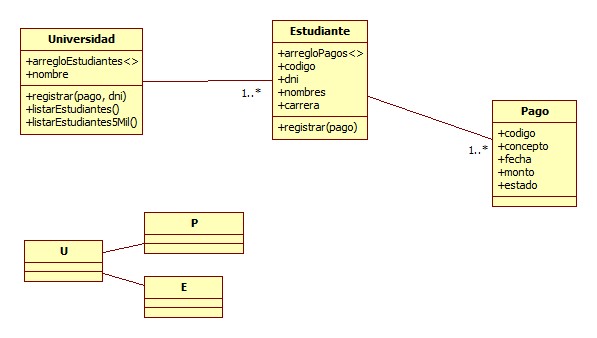 Universidad
+arregloEstudiantes<>
+nombre
+registrar(pago, dni)
+listarEstudiantes()
+listarEstudiantes5Mil()
1..*
Estudiante
+arregloPagos<>
+codigo
+dni
+nombres
+carrera
+registrar(pago)
1..*
Pago
+codigo
+concepto
+fecha
+monto
+estado
U
P
E